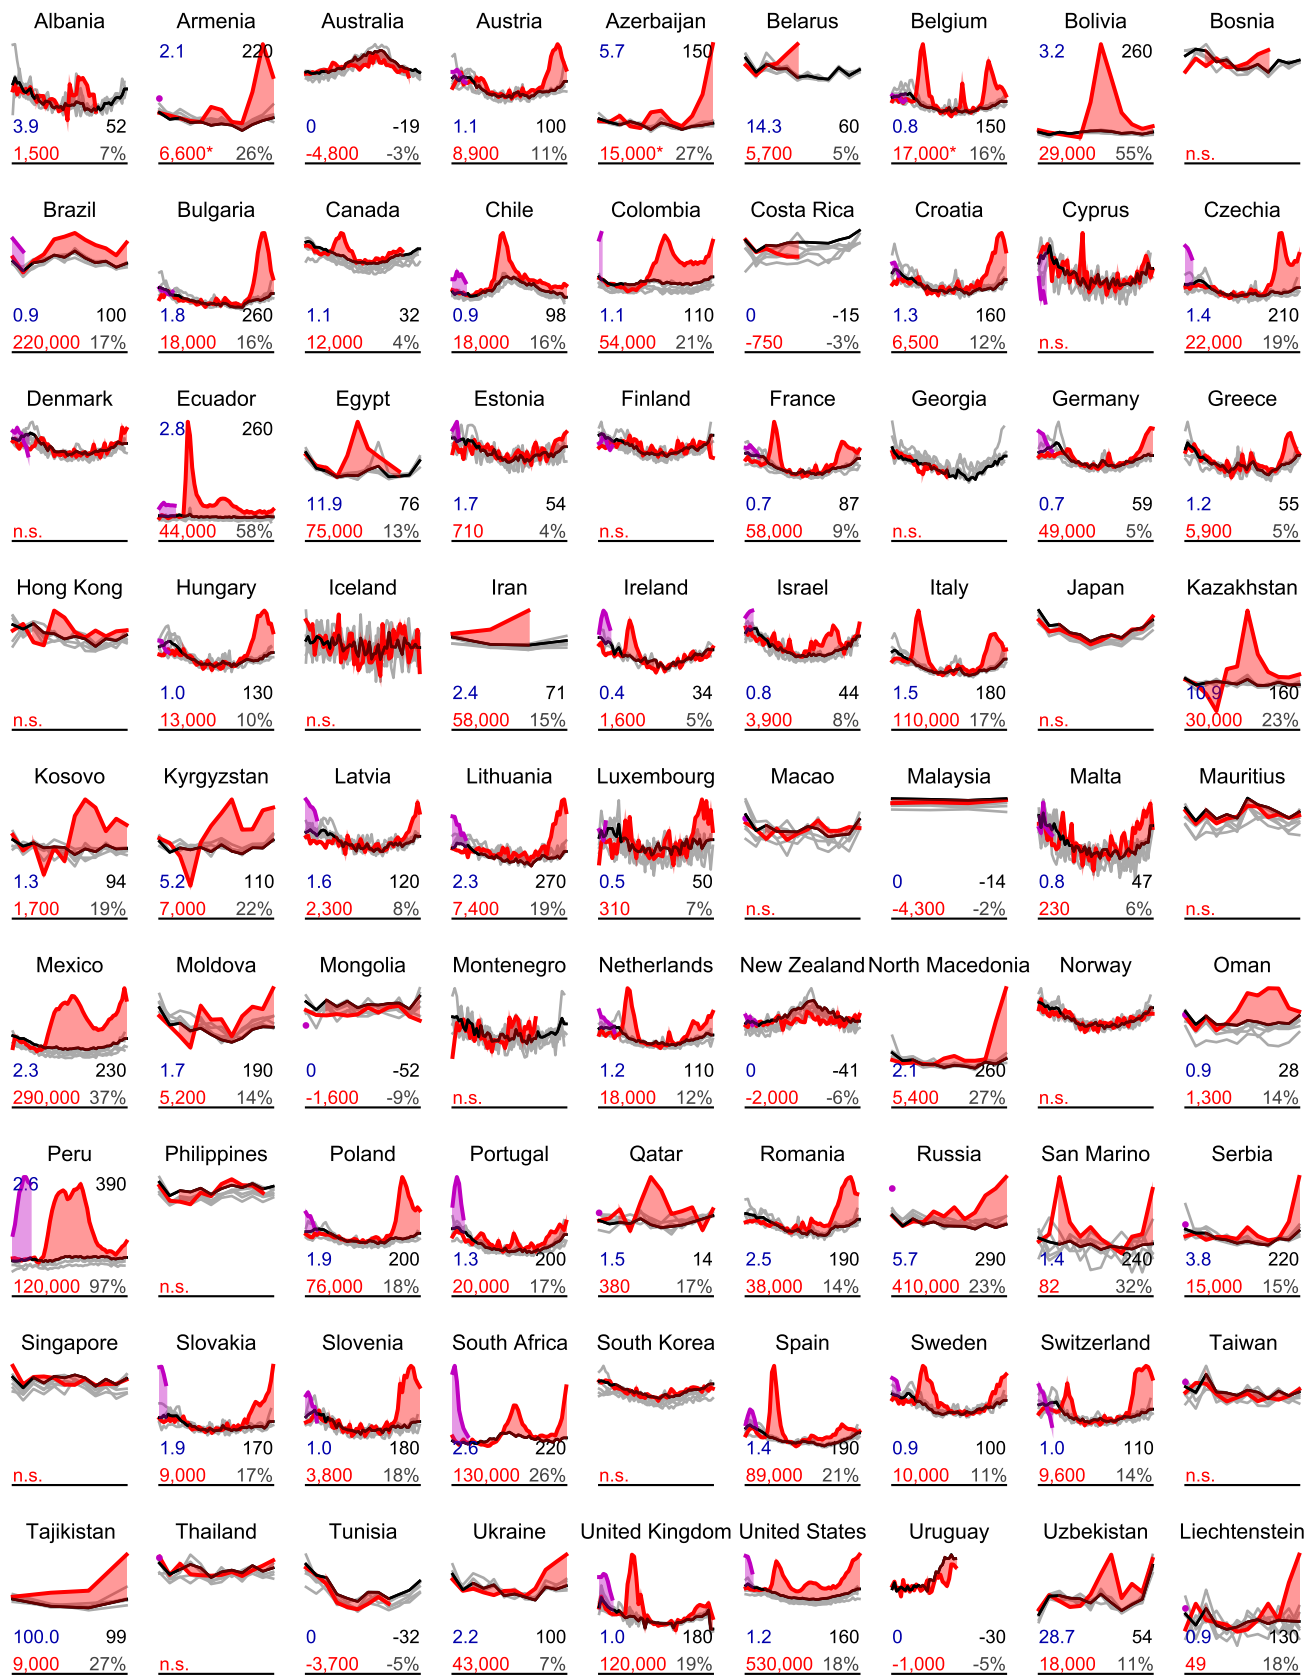 Albania Armenia Australia Austria Azerbaijan Belarus Belgium Bolivia Bosnia
2.1 220 5.7 150 3.2 260
3.9 52 0 -19 1.1 100 14.3 60 0.8 150
1,500 7% 6,600* 26% -4,800 -3% 8,900 11% 15,000* 27% 5,700 5% 17,000* 16% 29,000 55% n.s.
Brazil Bulgaria Canada Chile Colombia Costa Rica Croatia Cyprus Czechia
0.9 100 1.8 260 1.1 32 0.9 98 1.1 110 0 -15 1.3 160 1.4 210
220,000 17% 18,000 16% 12,000 4% 18,000 16% 54,000 21% -750 -3% 6,500 12% n.s. 22,000 19%
Denmark Ecuador Egypt Estonia Finland France Georgia Germany Greece
2.8 260
11.9 76 1.7 54 0.7 87 0.7 59 1.2 55
n.s. 44,000 58% 75,000 13% 710 4% n.s. 58,000 9% n.s. 49,000 5% 5,900 5%
Hong Kong Hungary Iceland Iran Ireland Israel Italy Japan Kazakhstan
1.0 130 2.4 71 0.4 34 0.8 44 1.5 180 10.9 160
n.s. 13,000 10% n.s. 58,000 15% 1,600 5% 3,900 8% 110,000 17% n.s. 30,000 23%
Kosovo Kyrgyzstan Latvia Lithuania Luxembourg Macao Malaysia Malta Mauritius
1.3 94 5.2 110 1.6 120 2.3 270 0.5 50 0 -14 0.8 47
1,700 19% 7,000 22% 2,300 8% 7,400 19% 310 7% n.s. -4,300 -2% 230 6% n.s.
Mexico Moldova Mongolia Montenegro Netherlands New Zealand North Macedonia Norway Oman
2.3 230 1.7 190 0 -52 1.2 110 0 -41 2.1 260 0.9 28
290,000 37% 5,200 14% -1,600 -9% n.s. 18,000 12% -2,000 -6% 5,400 27% n.s. 1,300 14%
Peru Philippines Poland Portugal Qatar Romania Russia San Marino Serbia
2.6 390
1.9 200 1.3 200 1.5 14 2.5 190 5.7 290 1.4 240 3.8 220
120,000 97% n.s. 76,000 18% 20,000 17% 380 17% 38,000 14% 410,000 23% 82 32% 15,000 15%
Singapore Slovakia Slovenia South Africa South Korea Spain Sweden Switzerland Taiwan
1.9 170 1.0 180 2.6 220 1.4 190 0.9 100 1.0 110
n.s. 9,000 17% 3,800 18% 130,000 26% n.s. 89,000 21% 10,000 11% 9,600 14% n.s.
Tajikistan Thailand Tunisia Ukraine United Kingdom United States Uruguay Uzbekistan Liechtenstein
100.0 99 0 -32 2.2 100 1.0 180 1.2 160 0 -30 28.7 54 0.9 130
9,000 27% n.s. -3,700 -5% 43,000 7% 120,000 19% 530,000 18% -1,000 -5% 18,000 11% 49 18%